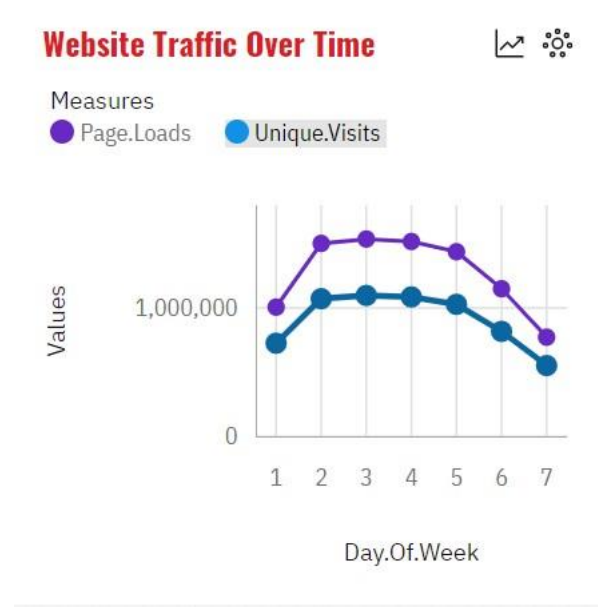 Website Traffic Over Time
Measures
Page.Loads Unique.Visits
Values
1,000,000
0
1 2 3 4 5 6 7
Day.Of.Week